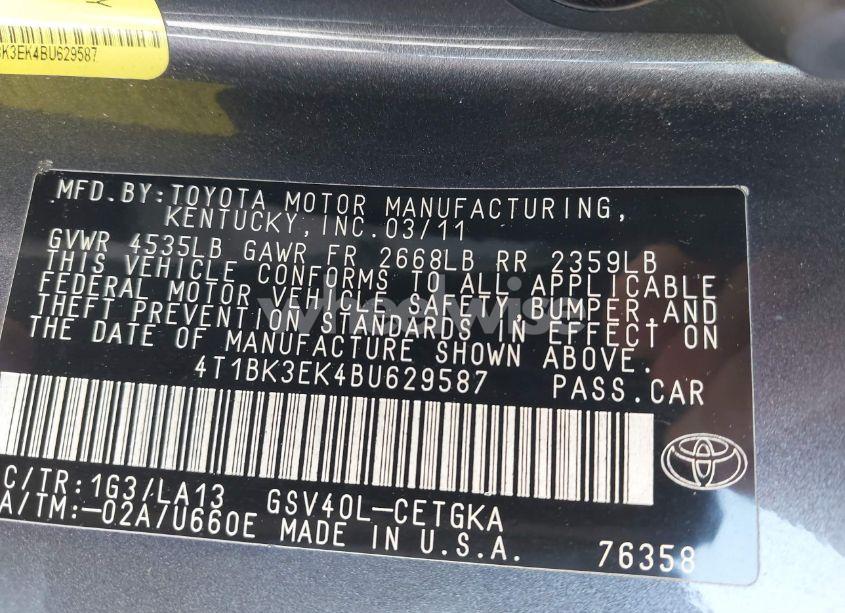 BK3EK4BU629587
MFD.BY:TOYOTA MOTOR MANUFACTURING,
KENTUCKY, INC. 03/11
GVWR 4535LB GAWR FR 2668LB RR 2359LB
THIS VEHICLE CONFORMS TO ALL APPLICABLE
FEDERAL MOTOR VEHICLE SAFETY, BUMPER, AND
THEFT PREVENTION STANDARDS IN EFFECT ON
THE DATE OF MANUFACTURE SHOWN ABOVE.
4T1BK3EK4BU629587 PASS.CAR
C/TR:1G3/LA13 GSV40L-CETGKA
A/TM:-02A/U660E MADE IN U.S.A. 76358